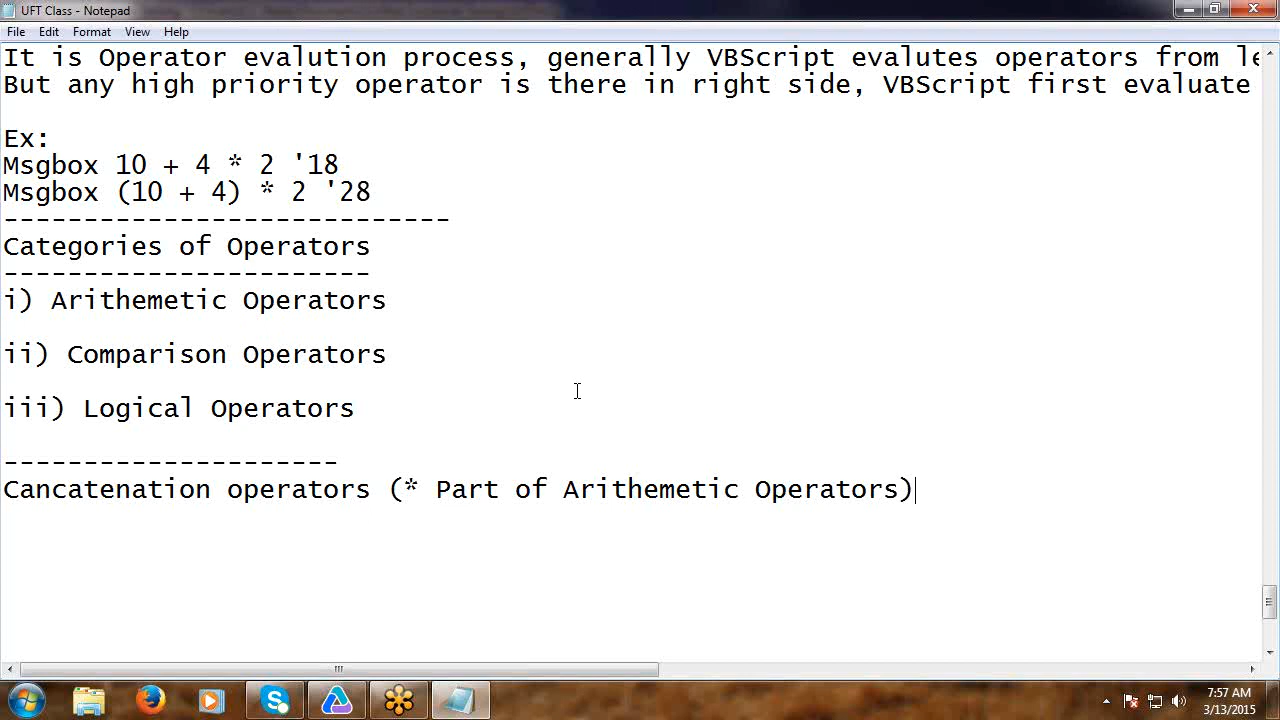 UFT Class - Notepad
File Edit Format View Help
It is Operator evalution process, generally VBScript evalutes operators from
But any high priority operator is there in right side, VBScript first evaluate
Ex:
Msgbox 10 + 4 * 2 '18
Msgbox (10 + 4) * 2 '28
----------------------------
Categories of Operators
-----------------------
i) Arithemetic Operators
ii) Comparison Operators
iii) Logical Operators
---------------------
Cancatenation operators (* Part of Arithemetic Operators)
7:57 AM
3/13/2015